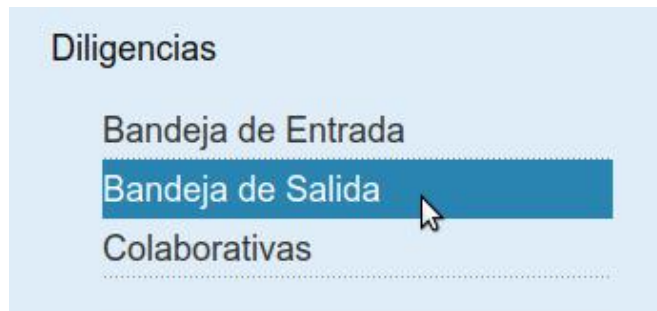 Diligencias
Bandeja de Entrada
Bandeja de Salida
Colaborativas